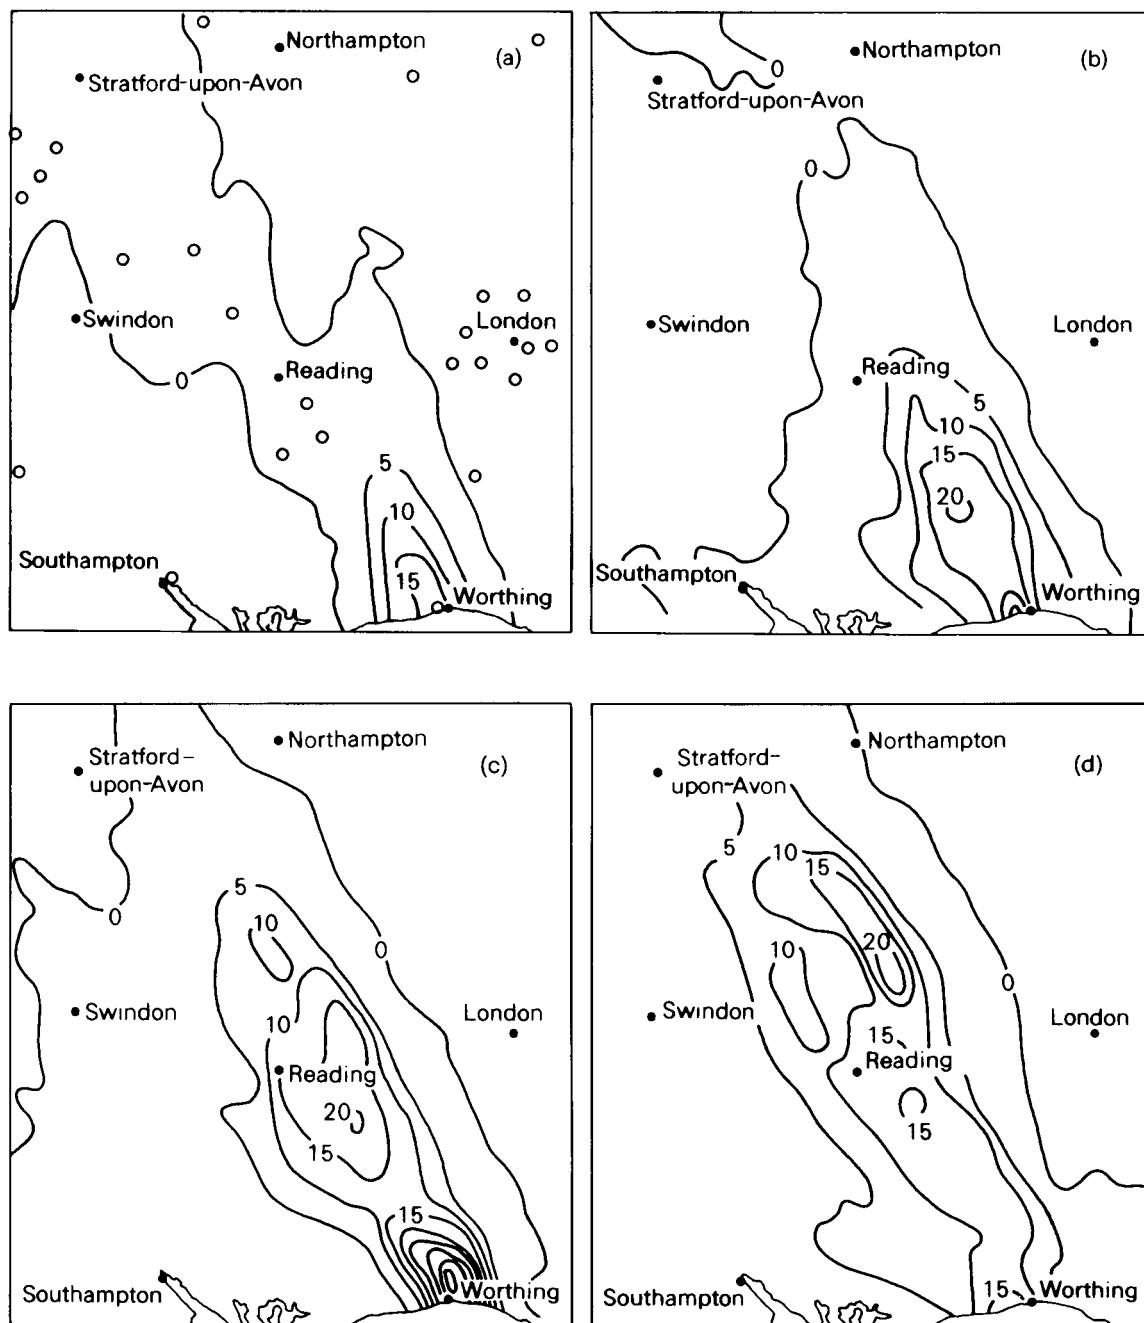 Northampton
(a)
Stratford-upon-Avon
Swindon
0
London
Reading
5
10
Southampton
15
Worthing
Northampton
(b)
0
Stratford-upon-Avon
0
Swindon
London
Reading
5
10
15
20
Southampton
Worthing
Northampton
Stratford-
upon-Avon
(c)
5
0
10
0
Swindon
London
10
Reading
20
15
15
Southampton
Worthing
Northampton
Stratford-
upon-Avon
(d)
5
10
15
20
10
0
Swindon
London
15
Reading
15
Southampton
15
Worthing